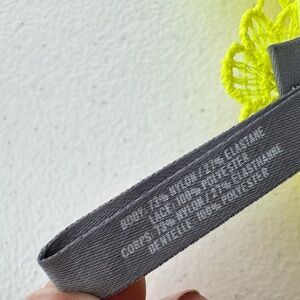 BODY: 73% NYLON / 27% ELASTANE
LACE: 100% POLYESTER
CORPS: 73% NYLON / 27% ÉLASTHANNE
DENTELLE: 100% POLYESTER